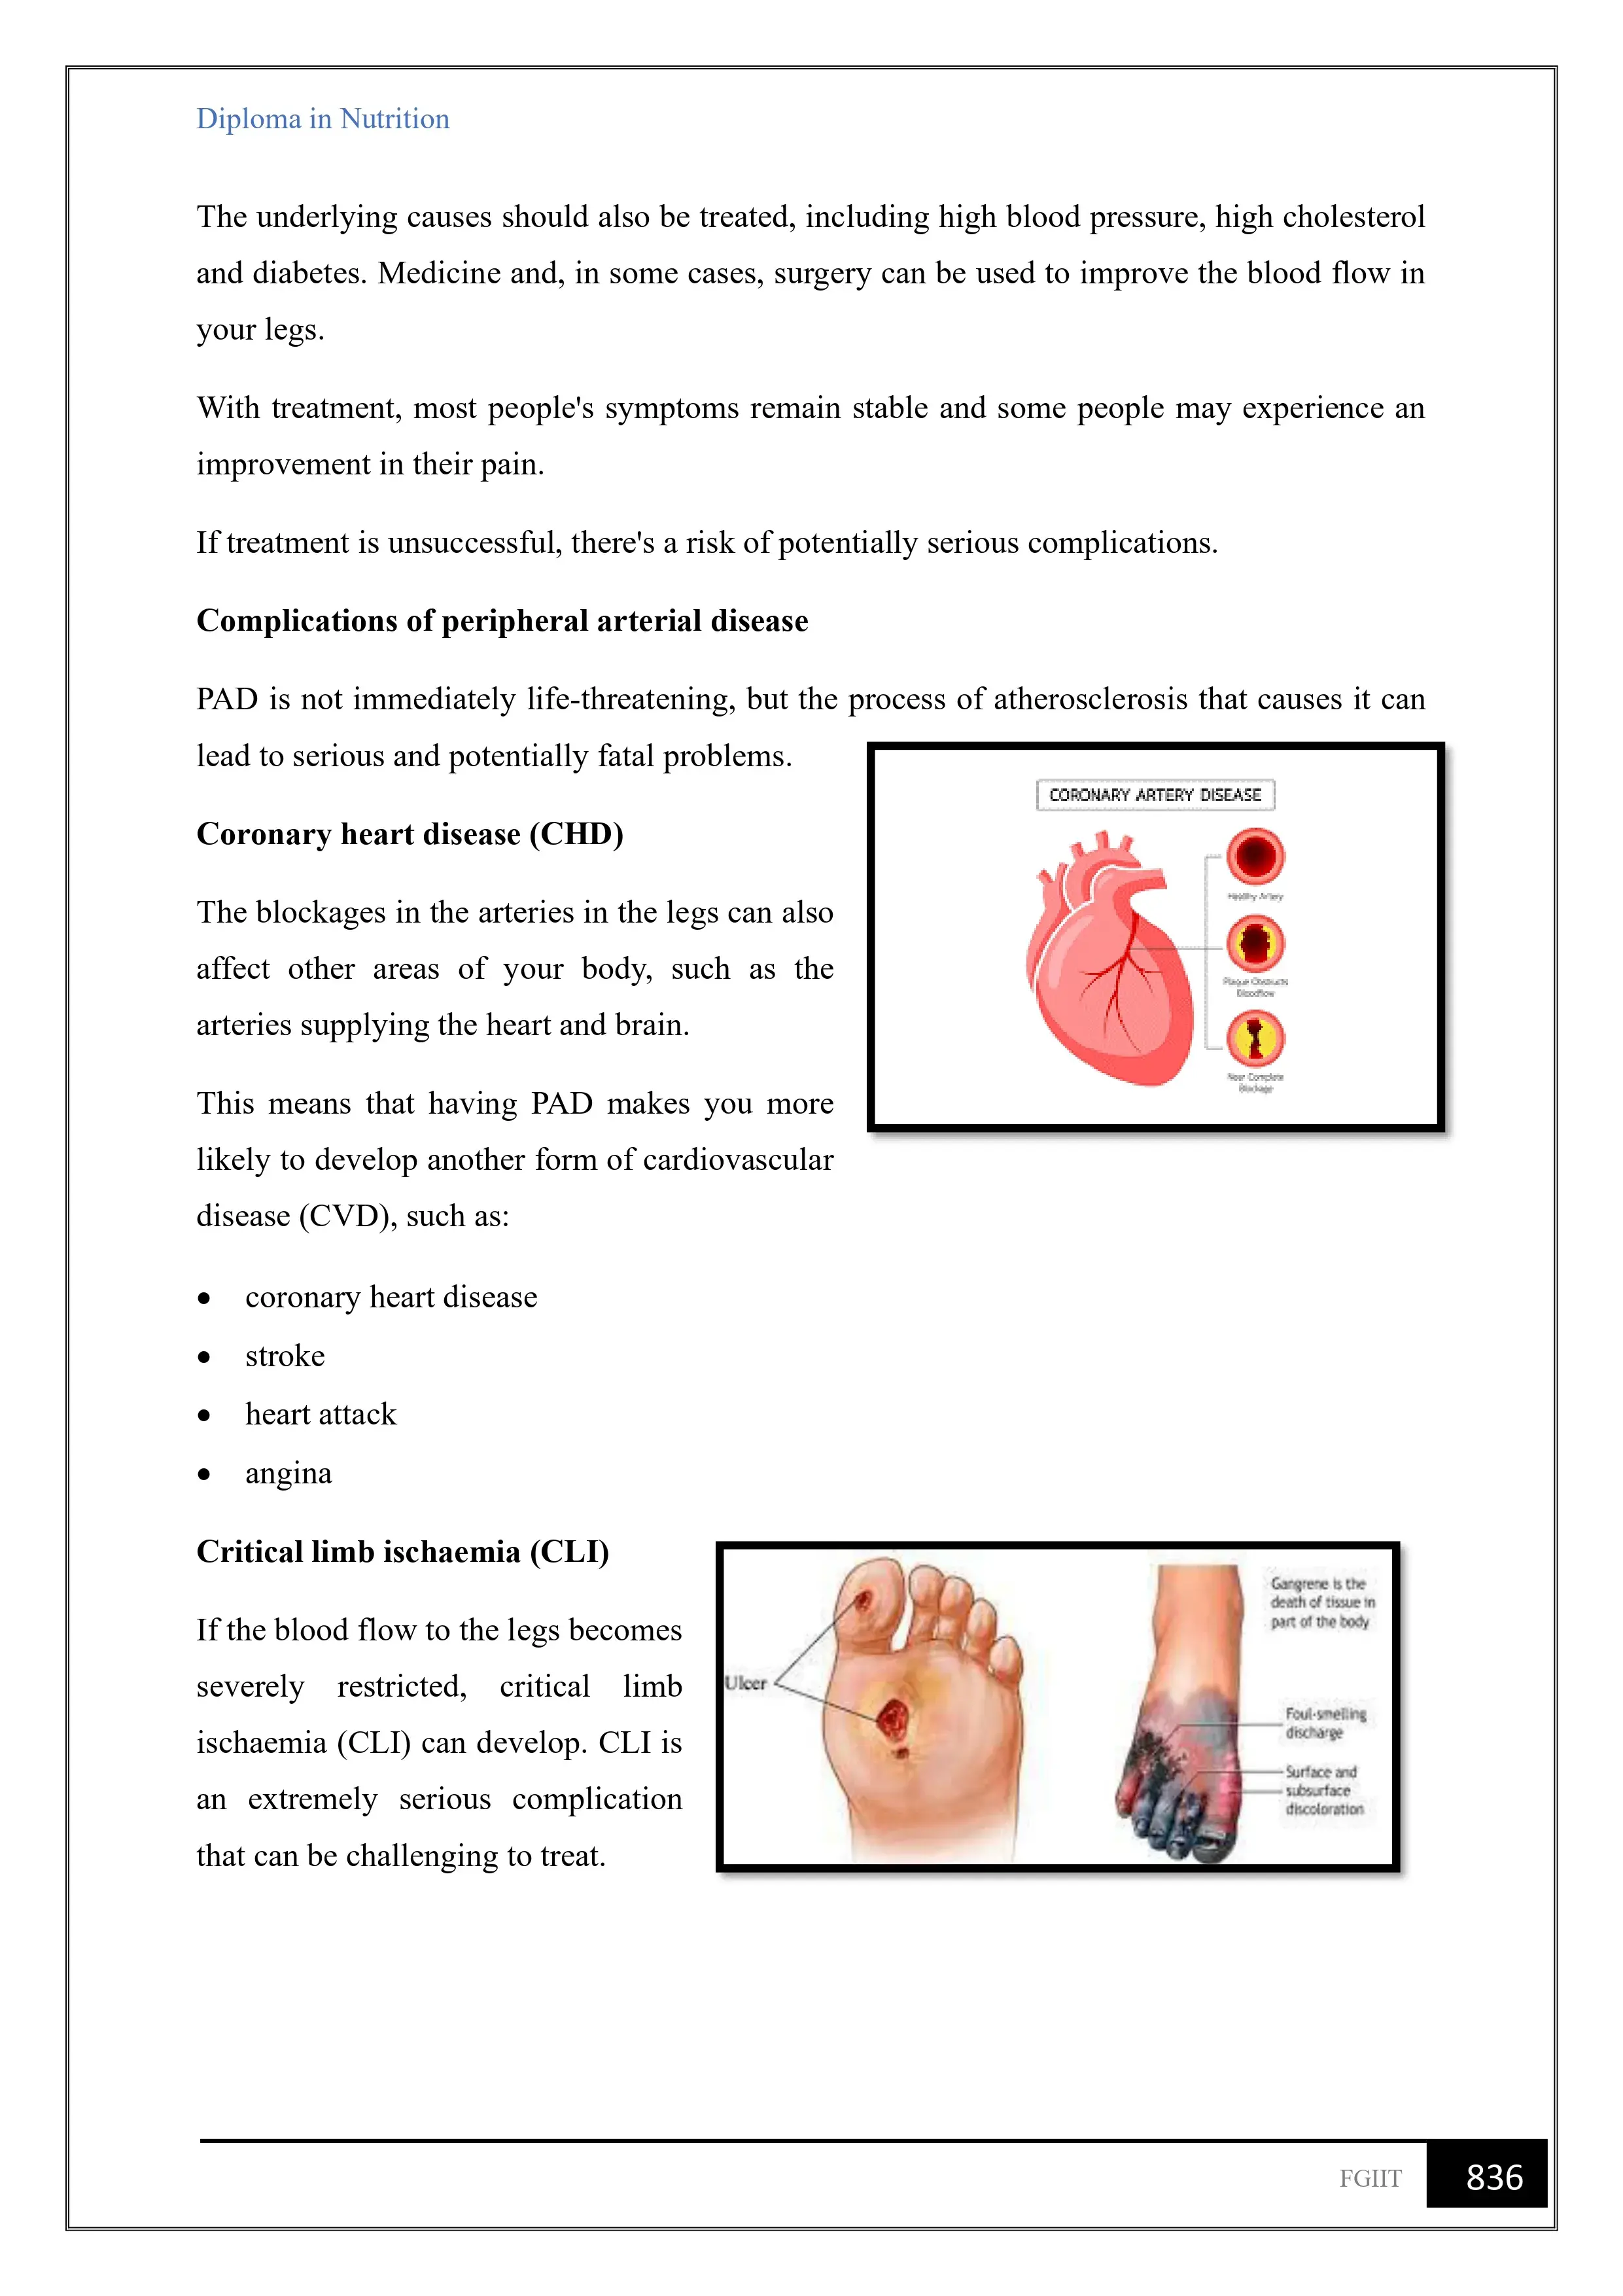 Diploma in Nutrition
The underlying causes should also be treated, including high blood pressure, high cholesterol
and diabetes. Medicine and, in some cases, surgery can be used to improve the blood flow in
your legs.
With treatment, most people's symptoms remain stable and some people may experience an
improvement in their pain.
If treatment is unsuccessful, there's a risk of potentially serious complications.
Complications of peripheral arterial disease
PAD is not immediately life-threatening, but the process of atherosclerosis that causes it can
lead to serious and potentially fatal problems.
CORONARY ARTERY DISEASE
Healthy Artery
Plaque Obstructs
Bloodflow
Near Complete
Blockage
Coronary heart disease (CHD)
The blockages in the arteries in the legs can also
affect other areas of your body, such as the
arteries supplying the heart and brain.
This means that having PAD makes you more
likely to develop another form of cardiovascular
disease (CVD), such as:
• coronary heart disease
• stroke
• heart attack
• angina
Critical limb ischaemia (CLI)
If the blood flow to the legs becomes
severely restricted, critical limb
ischaemia (CLI) can develop. CLI is
an extremely serious complication
that can be challenging to treat.
Ulcer
Gangrene is the
death of tissue in
part of the body
Foul-smelling
discharge
Surface and
subsurface
discoloration
FGIIT
836